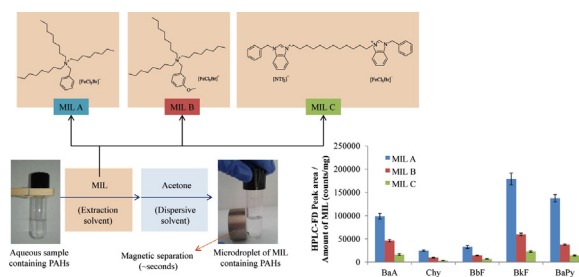 [FeCl₃Br]⁻
[FeCl₃Br]⁻
[NTf₂]⁻
[FeCl₃Br]⁻
MIL A
MIL B
MIL C
MIL
(Extraction
solvent)
Acetone
(Dispersive
solvent)
Aqueous sample
containing PAHs
Magnetic separation
(~seconds)
Microdroplet of MIL
containing PAHs
HPLC-FD Peak area /
Amount of MIL (counts/mg)
250000
200000
150000
100000
50000
0
MIL A
MIL B
MIL C
BaA
Chy
BbF
BkF
BaPy